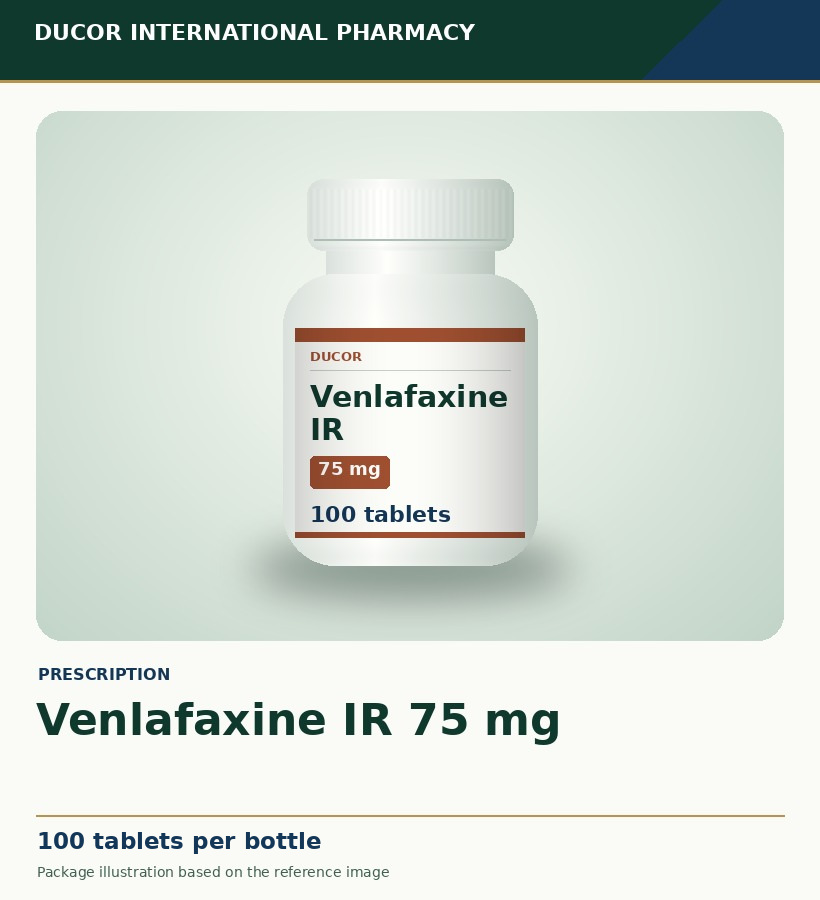 DUCOR INTERNATIONAL PHARMACY
DUCOR
Venlafaxine
IR
75 mg
100 tablets
PRESCRIPTION
Venlafaxine IR 75 mg
100 tablets per bottle
Package illustration based on the reference image